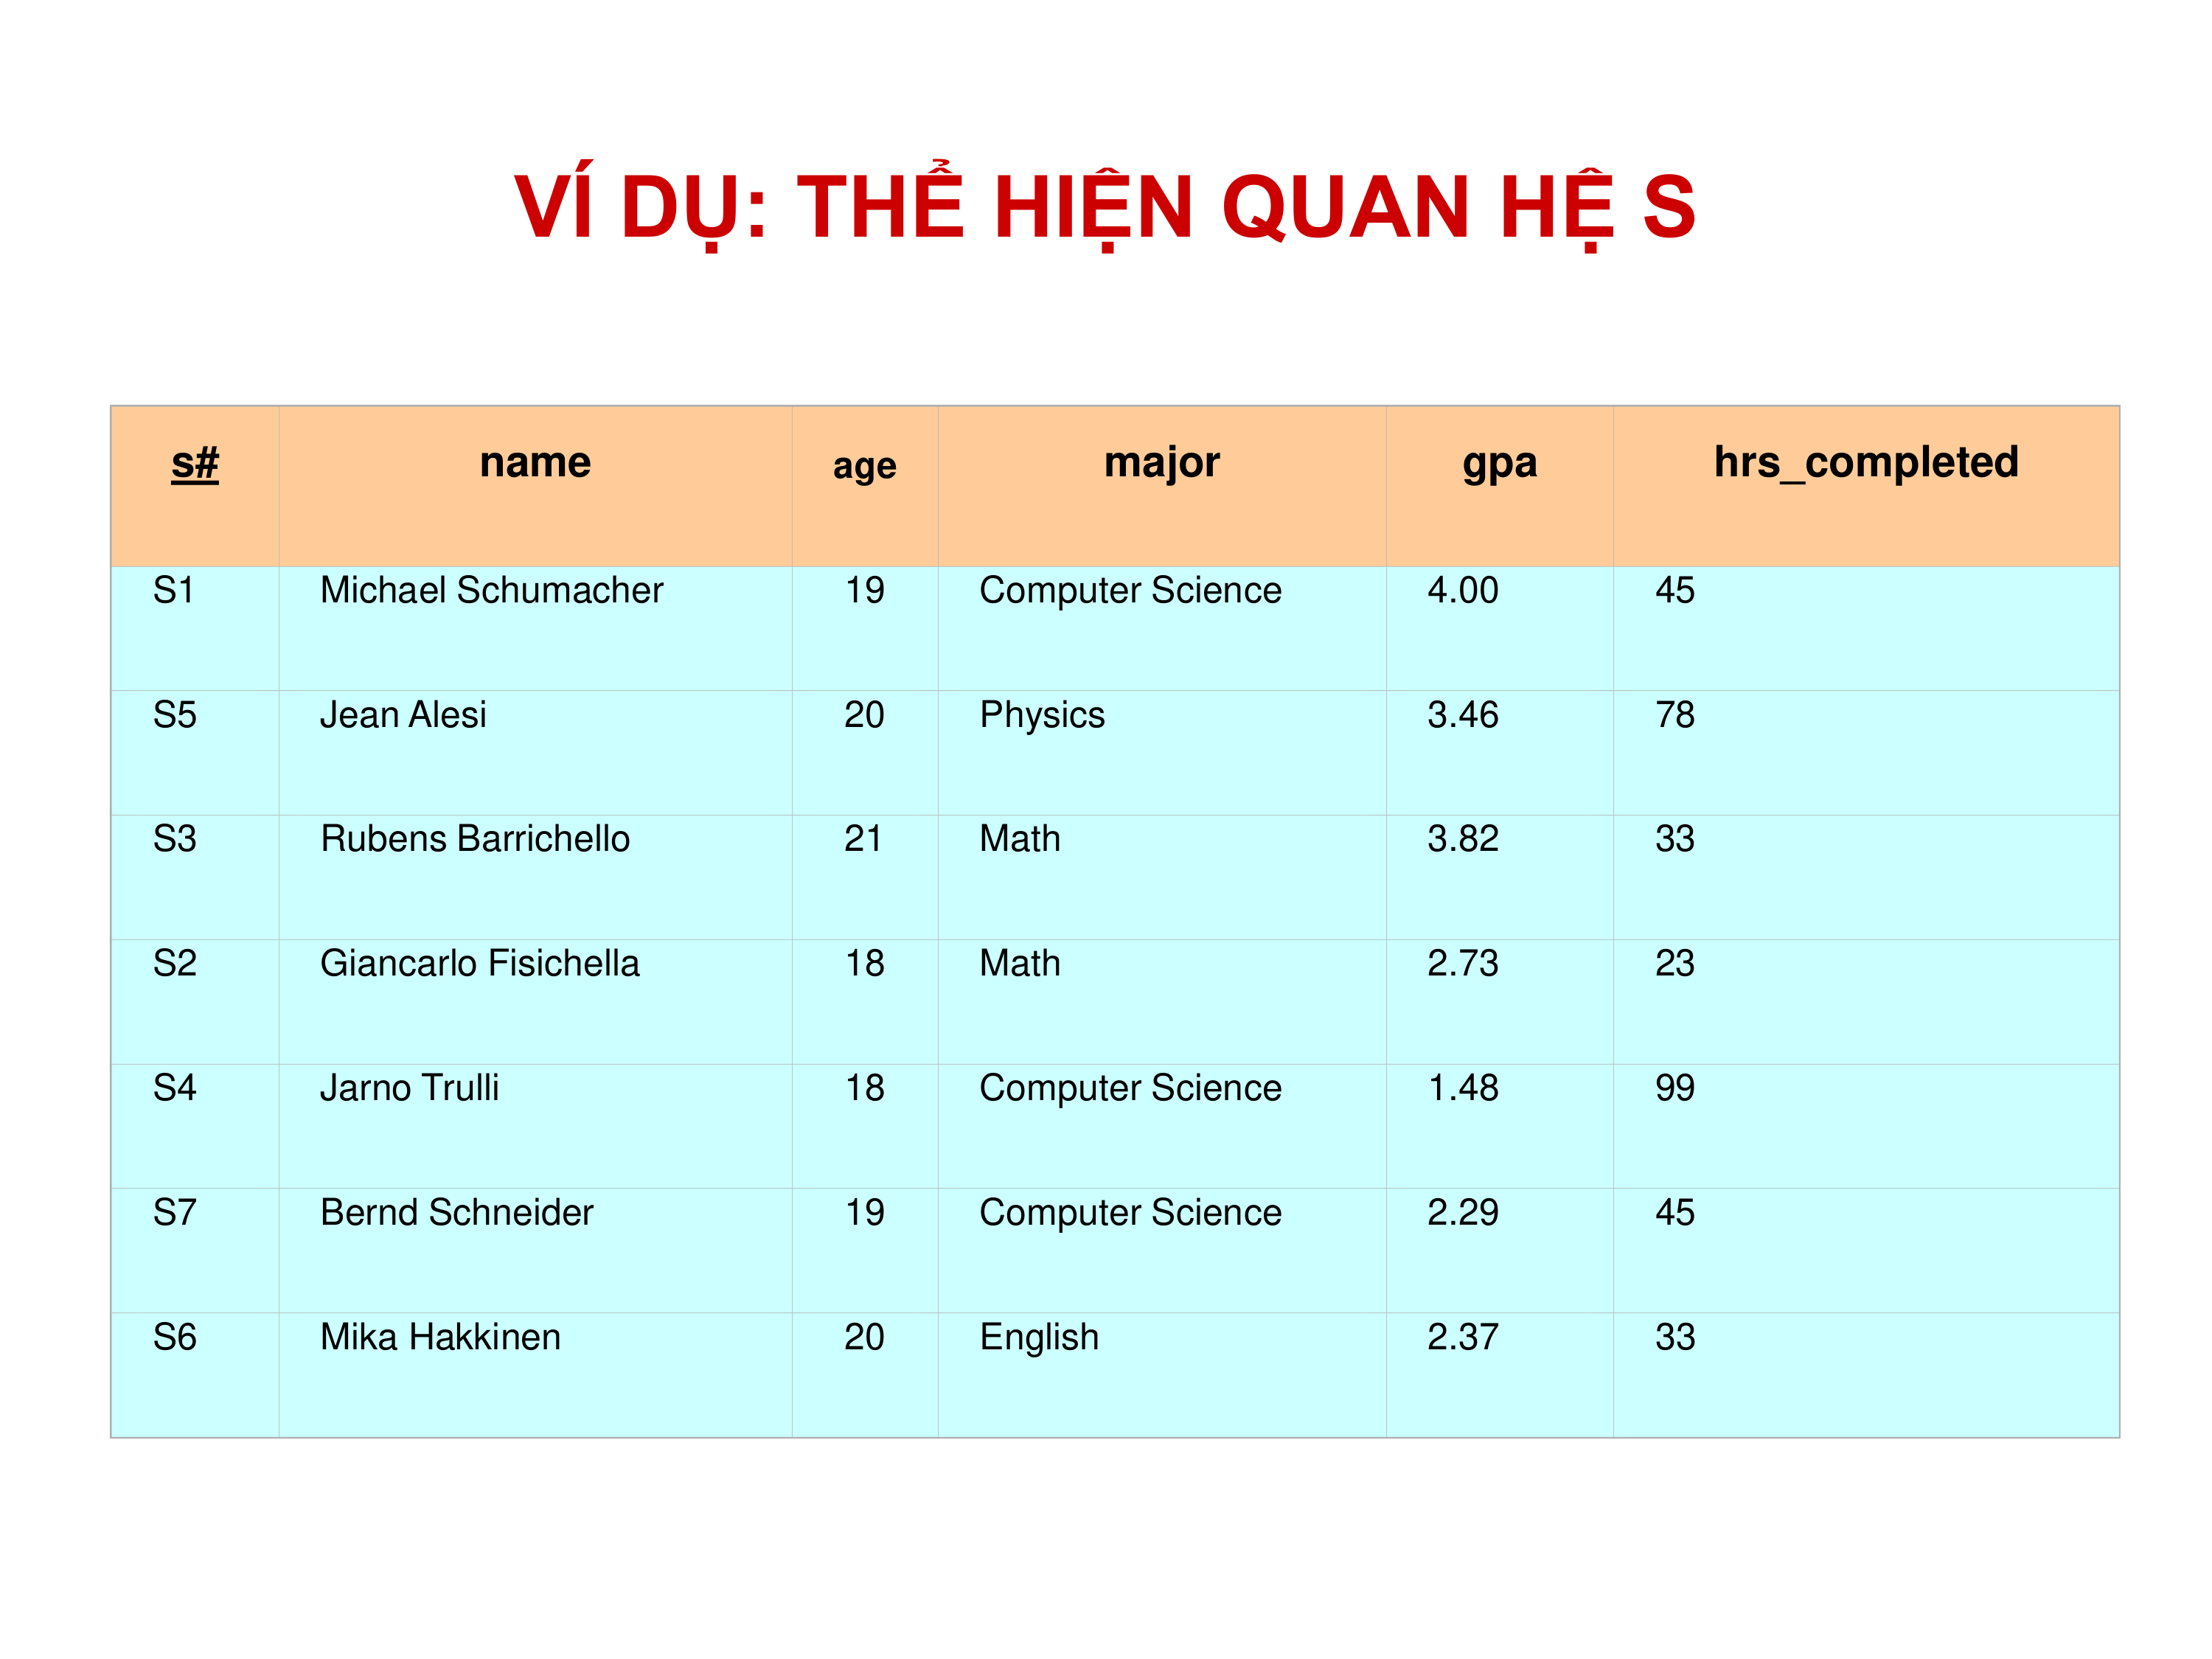 VÍ DỤ: THỂ HIỆN QUAN HỆ S
s# name age major gpa hrs_completed
S1 Michael Schumacher 19 Computer Science 4.00 45
S5 Jean Alesi 20 Physics 3.46 78
S3 Rubens Barrichello 21 Math 3.82 33
S2 Giancarlo Fisichella 18 Math 2.73 23
S4 Jarno Trulli 18 Computer Science 1.48 99
S7 Bernd Schneider 19 Computer Science 2.29 45
S6 Mika Hakkinen 20 English 2.37 33